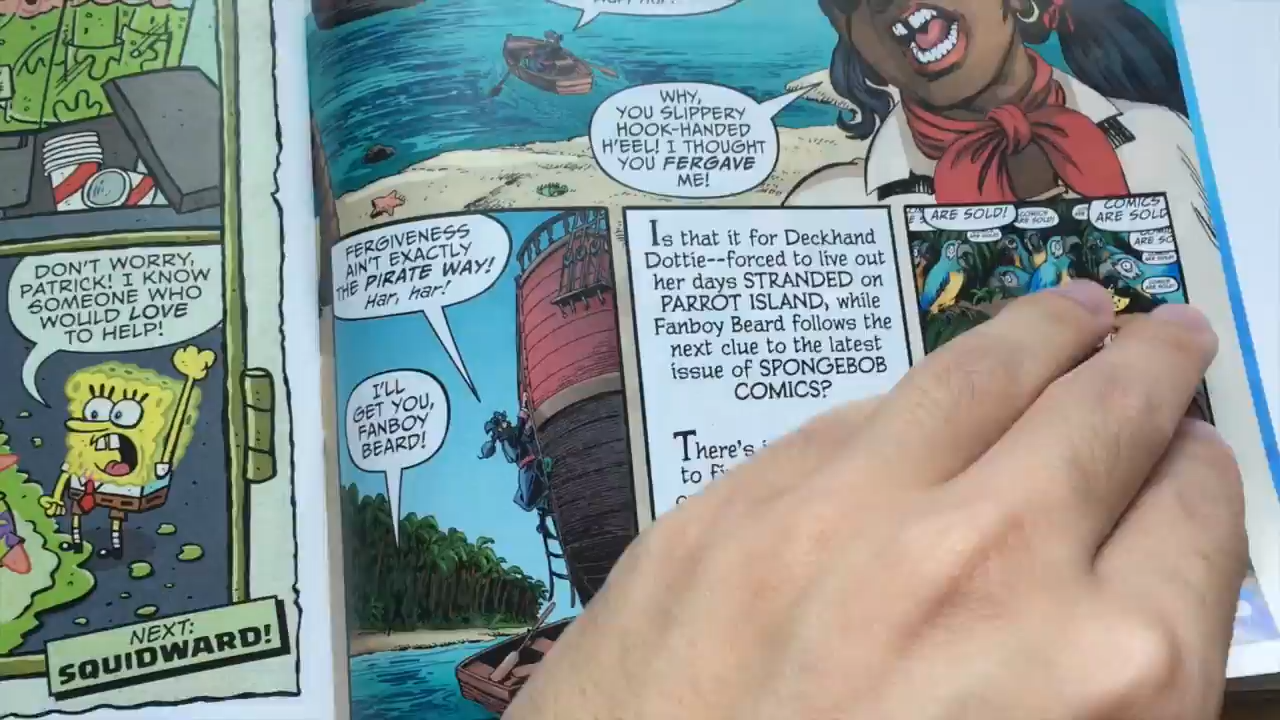 DON'T WORRY,
PATRICK! I KNOW
SOMEONE WHO
WOULD LOVE
TO HELP!
NEXT:
SQUIDWARD!
WHY,
YOU SLIPPERY
HOOK-HANDED
H'EEL! I THOUGHT
YOU FERGAVE
ME!
FERGIVENESS
AIN'T EXACTLY
THE PIRATE WAY!
HAR, HAR!
I'LL
GET YOU,
FANBOY
BEARD!
Is that it for Deckhand
Dottie--forced to live out
her days STRANDED on
PARROT ISLAND, while
Fanboy Beard follows the
next clue to the latest
issue of SPONGEBOB
COMICS?
There's
to
ARE SOLD!
COMICS
ARE SOLD!
COMICS
ARE SOLD